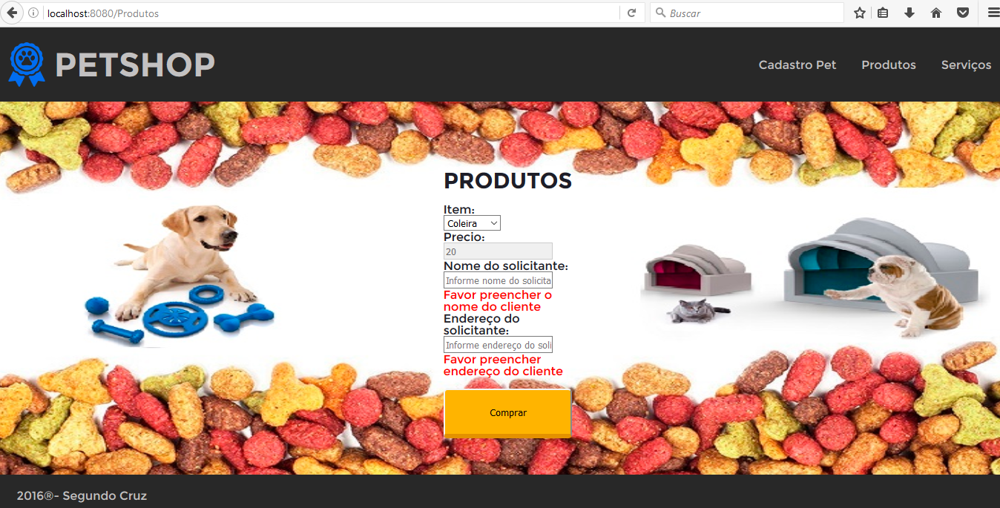 localhost:8080/Produtos
Buscar
PETSHOP
Cadastro Pet
Produtos
Serviços
PRODUTOS
Item:
Coleira
Precio:
20
Nome do solicitante:
Informe nome do solicita
Favor preencher o
nome do cliente
Endereço do
solicitante:
Informe endereço do soli
Favor preencher
endereço do cliente
Comprar
2016®- Segundo Cruz